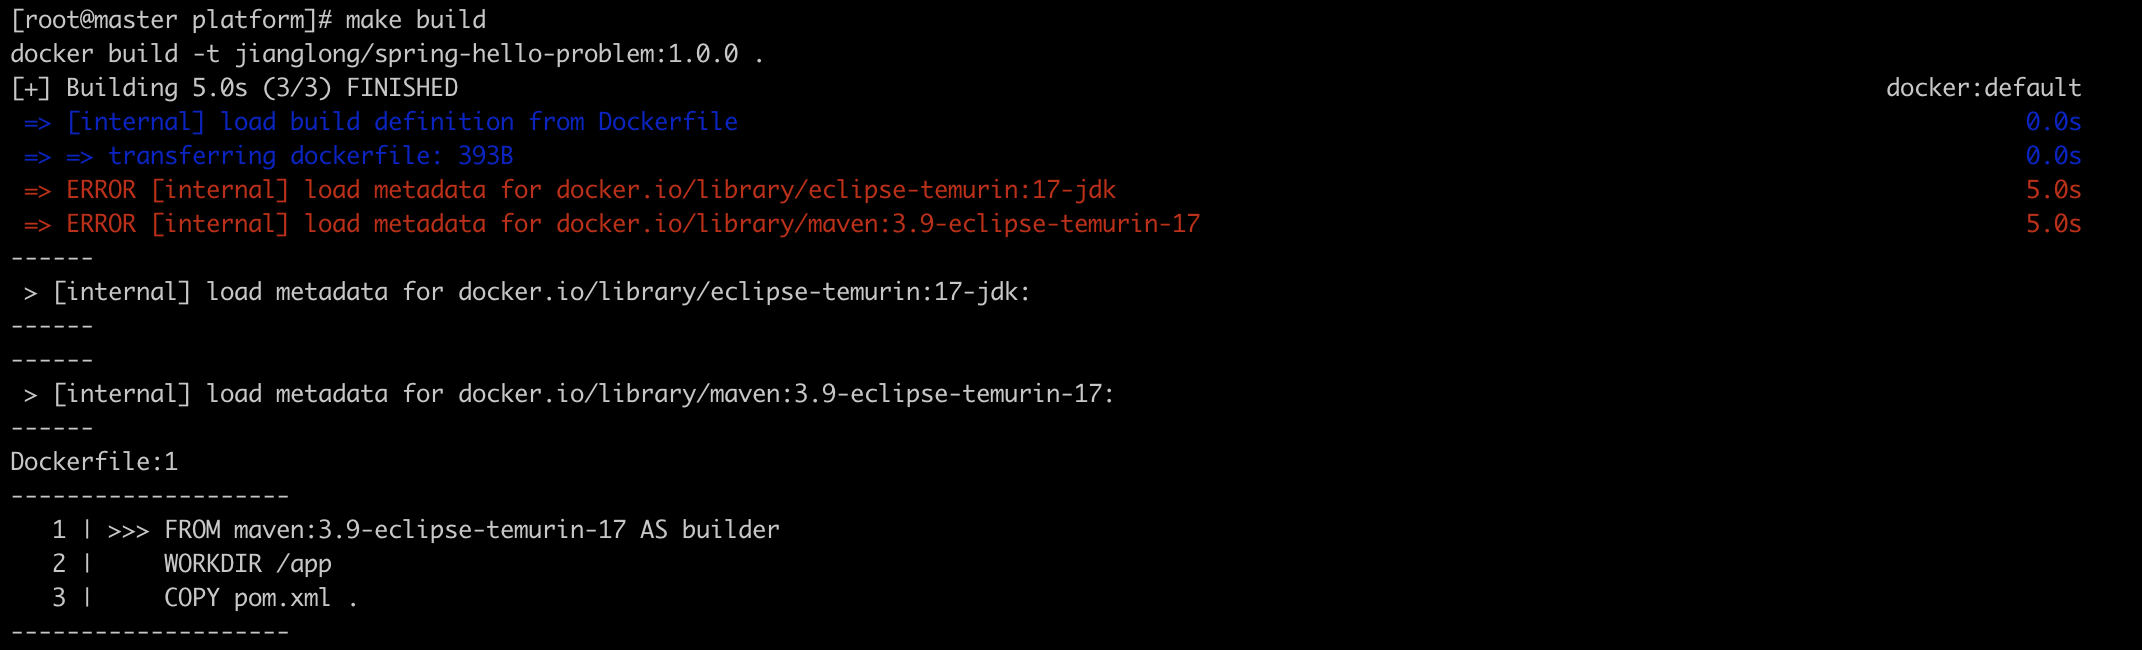 [root@master platform]# make build
docker build -t jianglong/spring-hello-problem:1.0.0 .
[+] Building 5.0s (3/3) FINISHED docker:default
=> [internal] load build definition from Dockerfile 0.0s
=> => transferring dockerfile: 393B 0.0s
=> ERROR [internal] load metadata for docker.io/library/eclipse-temurin:17-jdk 5.0s
=> ERROR [internal] load metadata for docker.io/library/maven:3.9-eclipse-temurin-17 5.0s
------
> [internal] load metadata for docker.io/library/eclipse-temurin:17-jdk:
------
------
> [internal] load metadata for docker.io/library/maven:3.9-eclipse-temurin-17:
------
Dockerfile:1
--------------------
1 | >>> FROM maven:3.9-eclipse-temurin-17 AS builder
2 | WORKDIR /app
3 | COPY pom.xml .
--------------------